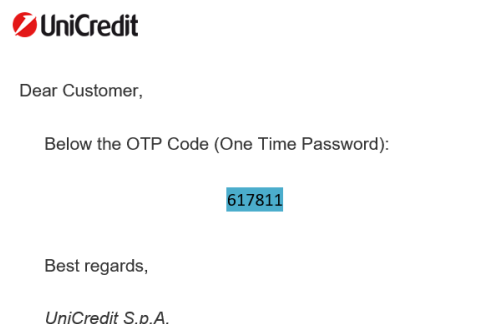 UniCredit
Dear Customer,
Below the OTP Code (One Time Password):
617811
Best regards,
UniCredit S.p.A.